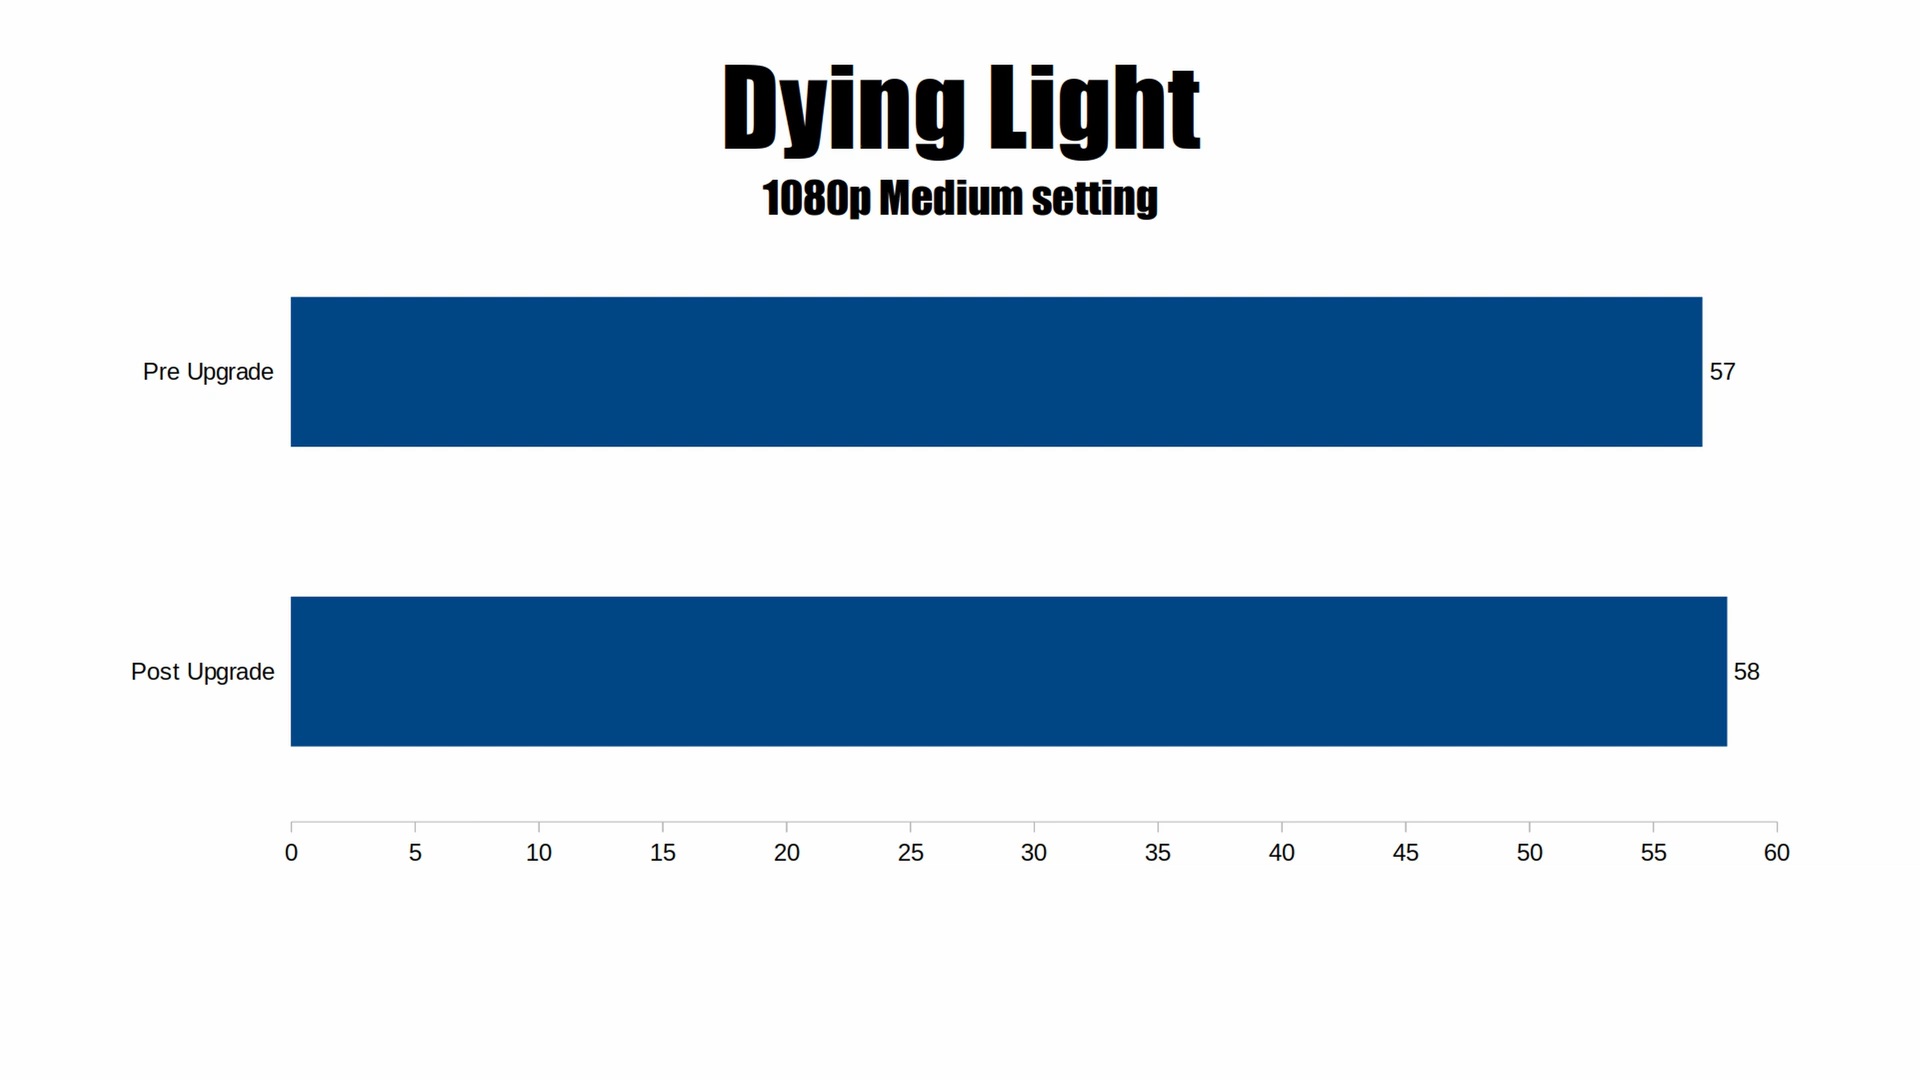 Dying Light
1080p Medium setting
Pre Upgrade 57
Post Upgrade 58
0 5 10 15 20 25 30 35 40 45 50 55 60